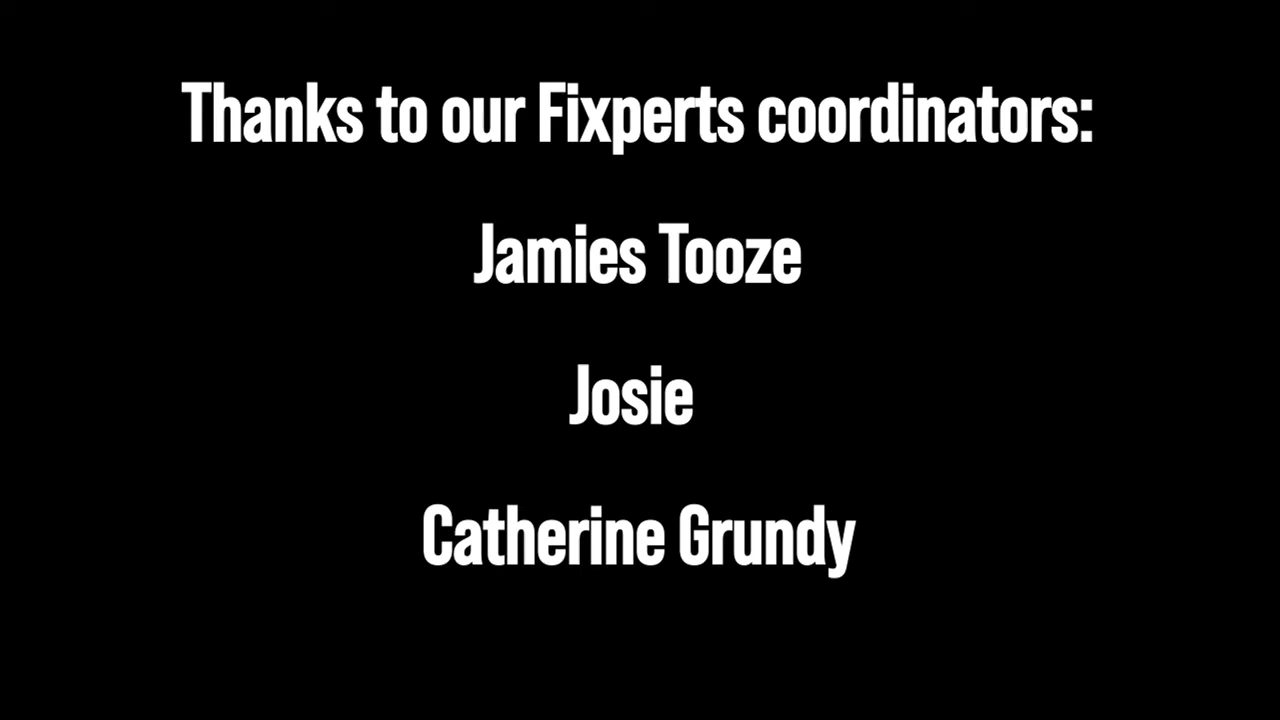 Thanks to our Fixperts coordinators:
Jamies Tooze
Josie
Catherine Grundy